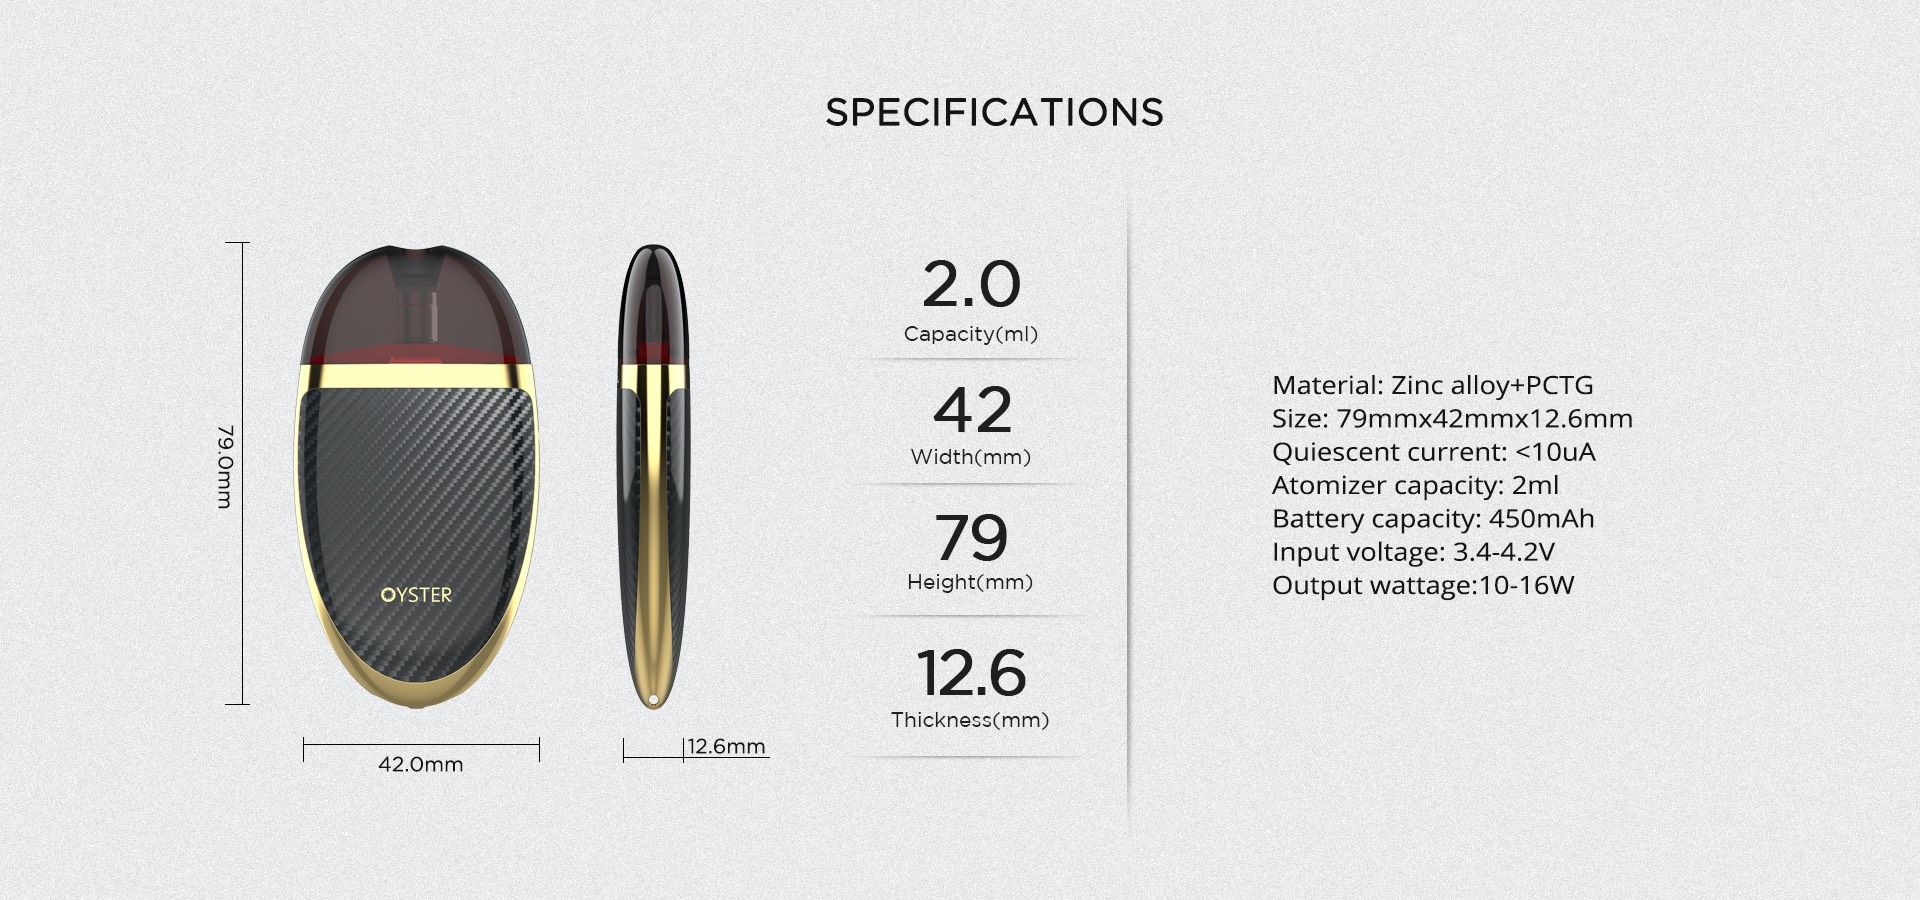 SPECIFICATIONS
79.0mm
OYSTER
42.0mm
12.6mm
2.0
Capacity(ml)
42
Width(mm)
79
Height(mm)
12.6
Thickness(mm)
Material: Zinc alloy+PCTG
Size: 79mmx42mmx12.6mm
Quiescent current: <10uA
Atomizer capacity: 2ml
Battery capacity: 450mAh
Input voltage: 3.4-4.2V
Output wattage:10-16W